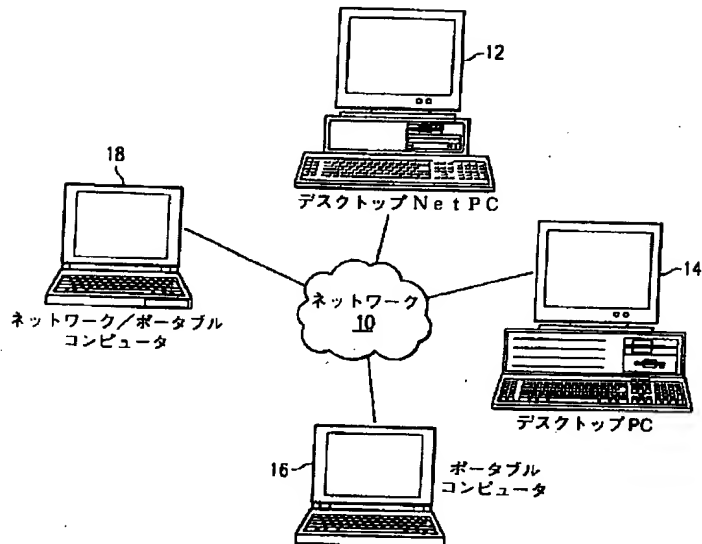 12
デスクトップNetPC
18
ネットワーク/ポータブル
コンピュータ
ネットワーク
10
14
デスクトップPC
16
ポータブル
コンピュータ